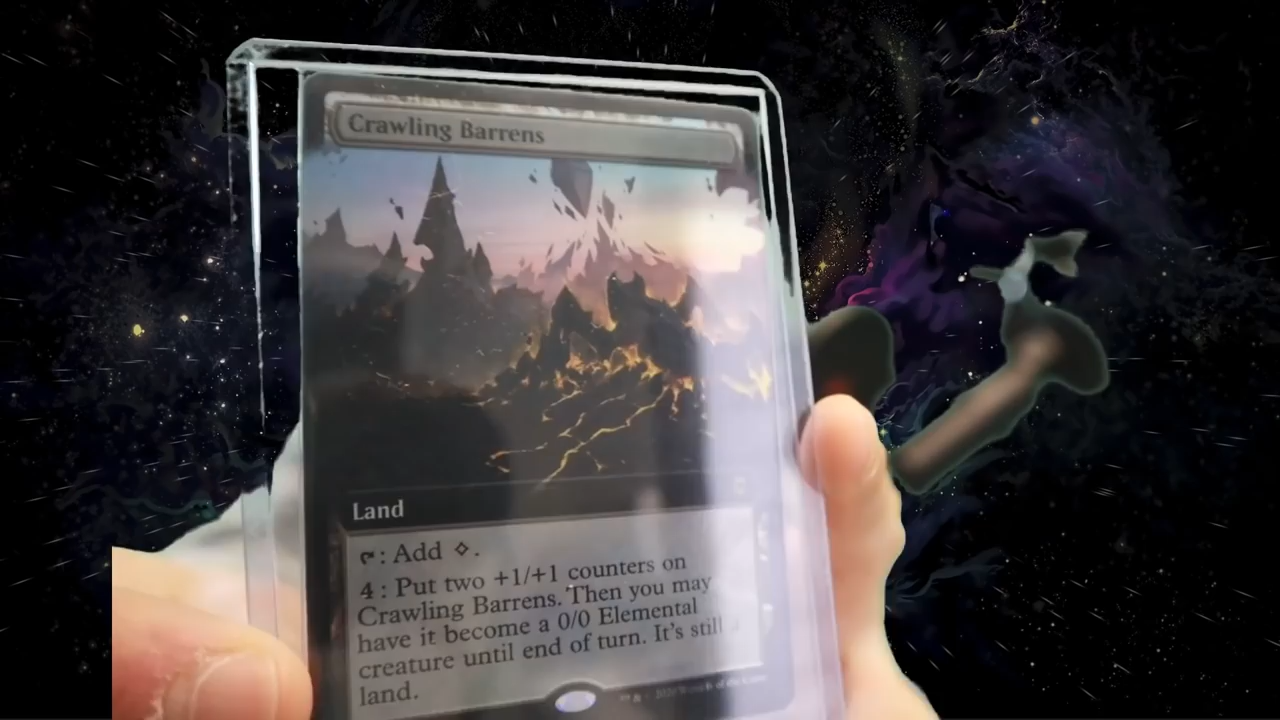 Crawling Barrens
Land
: Add .
4 : Put two +1/+1 counters on
Crawling Barrens. Then you may
have it become a 0/0 Elemental
creature until end of turn. It's still
land.